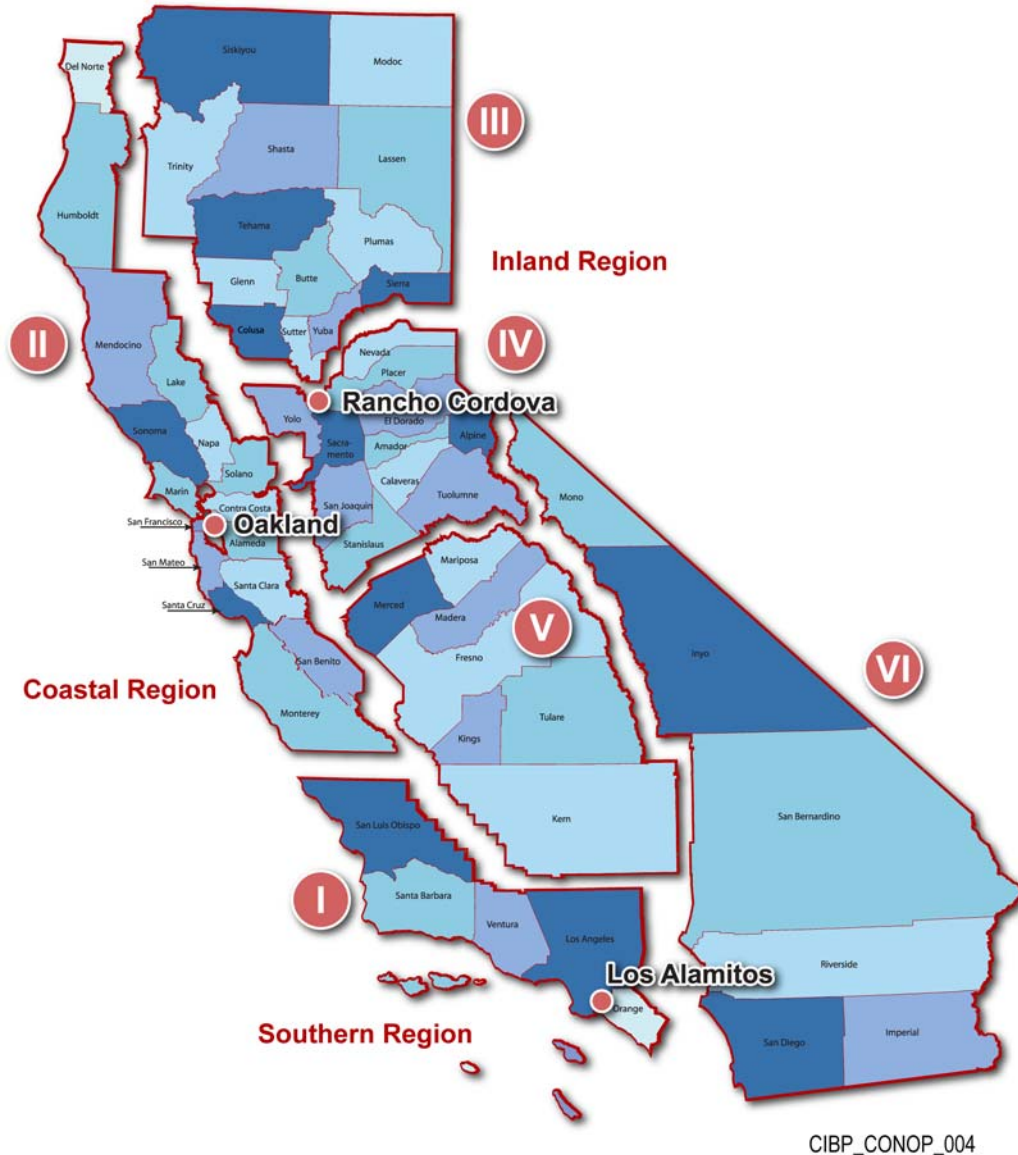 Del Norte
Siskiyou
Modoc
III
Trinity
Shasta
Lassen
Humboldt
Tehama
Plumas
Inland Region
Glenn
Butte
Sierra
Colusa
Sutter
Yuba
II
Mendocino
Lake
Nevada
IV
Placer
Rancho Cordova
Yolo
El Dorado
Sonoma
Napa
Sacra-
mento
Alpine
Amador
Solano
Calaveras
Marin
Tuolumne
Mono
Contra Costa
San Joaquin
San Francisco
Oakland
Alameda
Stanislaus
San Mateo
Mariposa
Santa Clara
Santa Cruz
Merced
Madera
V
Inyo
San Benito
Fresno
VI
Coastal Region
Monterey
Tulare
Kings
San Luis Obispo
Kern
San Bernardino
I
Santa Barbara
Ventura
Los Angeles
Riverside
Los Alamitos
Orange
Southern Region
San Diego
Imperial
CIBP_CONOP_004